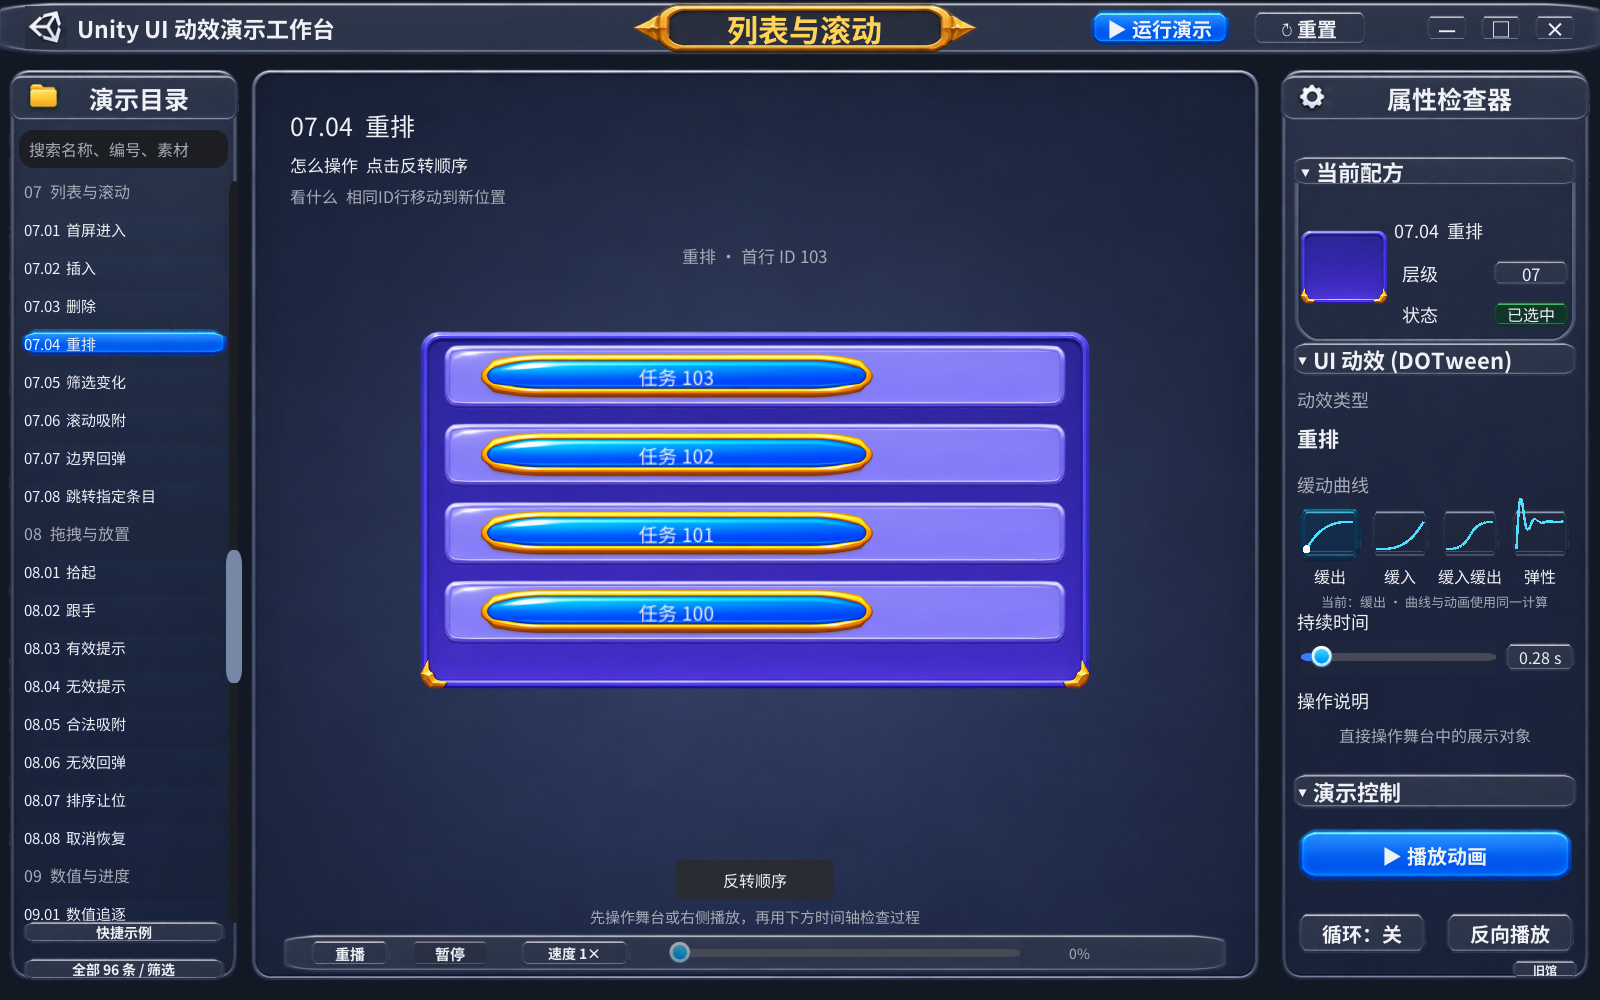 Unity UI 动效演示工作台
列表与滚动
▶ 运行演示
↻ 重置
演示目录
搜索名称、编号、素材
07 列表与滚动
07.01 首屏进入
07.02 插入
07.03 删除
07.04 重排
07.05 筛选变化
07.06 滚动吸附
07.07 边界回弹
07.08 跳转指定条目
08 拖拽与放置
08.01 拾起
08.02 跟手
08.03 有效提示
08.04 无效提示
08.05 合法吸附
08.06 无效回弹
08.07 排序让位
08.08 取消恢复
09 数值与进度
09.01 数值追逐
快捷示例
全部 96 条 / 筛选
07.04 重排
怎么操作 点击反转顺序
看什么 相同ID行移动到新位置
重排 · 首行 ID 103
任务 103
任务 102
任务 101
任务 100
反转顺序
先操作舞台或右侧播放，再用下方时间轴检查过程
重播
暂停
速度 1×
0%
属性检查器
▼ 当前配方
07.04 重排
层级
07
状态
已选中
▼ UI 动效 (DOTween)
动效类型
重排
缓动曲线
缓出
缓入
缓入缓出
弹性
当前：缓出 · 曲线与动画使用同一计算
持续时间
0.28 s
操作说明
直接操作舞台中的展示对象
▼ 演示控制
▶ 播放动画
循环：关
反向播放
旧馆